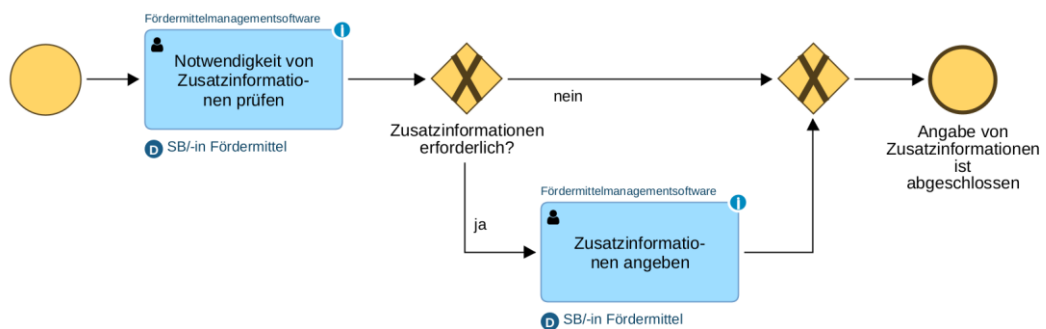 Fördermittelmanagementsoftware
i
Notwendigkeit von
Zusatzinformatio-
nen prüfen
D SB/-in Fördermittel
Zusatzinformationen
erforderlich?
nein
ja
Fördermittelmanagementsoftware
i
Zusatzinformatio-
nen angeben
D SB/-in Fördermittel
Angabe von
Zusatzinformationen
ist
abgeschlossen